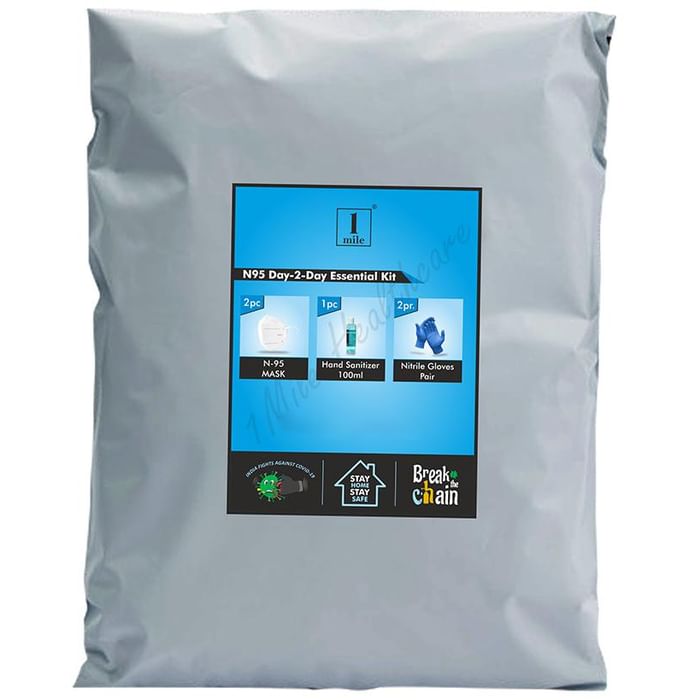 1
®
mile
N95 Day-2-Day Essential Kit
2pc
1pc
2pr.
N-95
MASK
Hand Sanitizer
100ml
Nitrile Gloves
Pair
1 Mile Healthcare
INDIA FIGHTS AGAINST COVID-19
STAY
HOME
STAY
SAFE
Break
the
chain